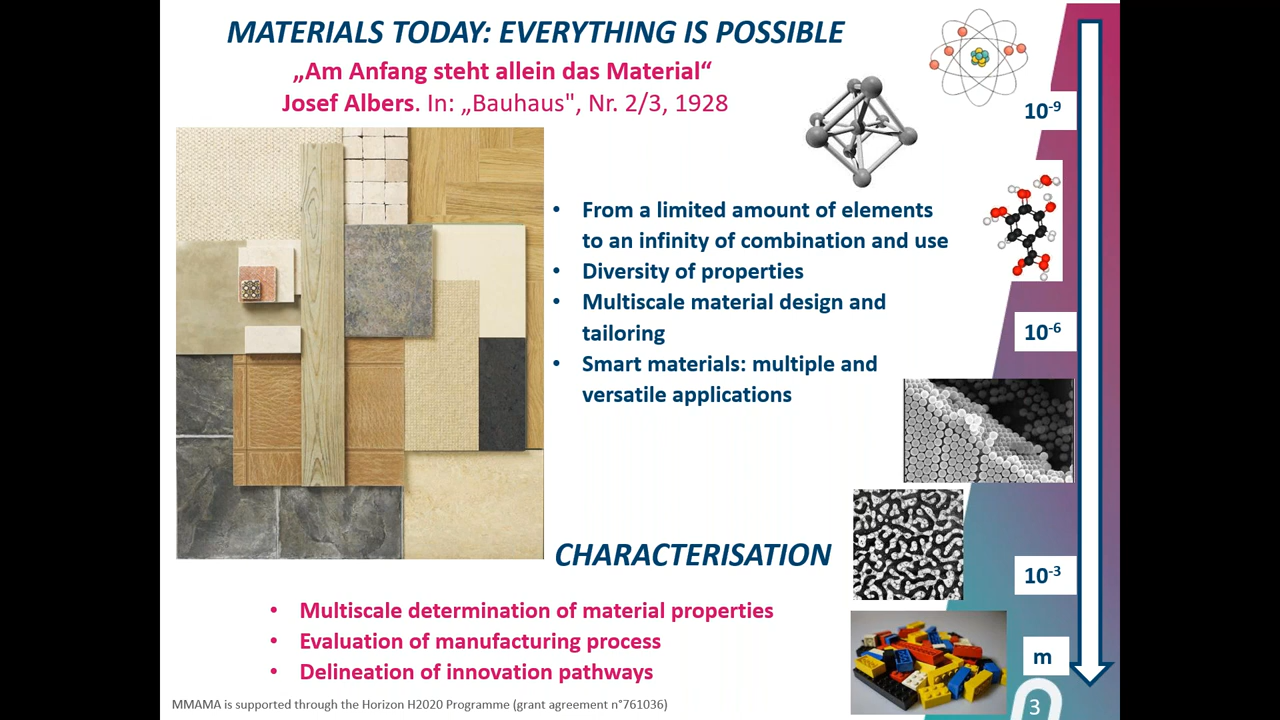 MATERIALS TODAY: EVERYTHING IS POSSIBLE
„Am Anfang steht allein das Material“
Josef Albers. In: „Bauhaus", Nr. 2/3, 1928
10-9
• From a limited amount of elements
to an infinity of combination and use
• Diversity of properties
• Multiscale material design and
tailoring
• Smart materials: multiple and
versatile applications
10-6
CHARACTERISATION
10-3
• Multiscale determination of material properties
• Evaluation of manufacturing process
• Delineation of innovation pathways
m
MMAMA is supported through the Horizon H2020 Programme (grant agreement n°761036)
3